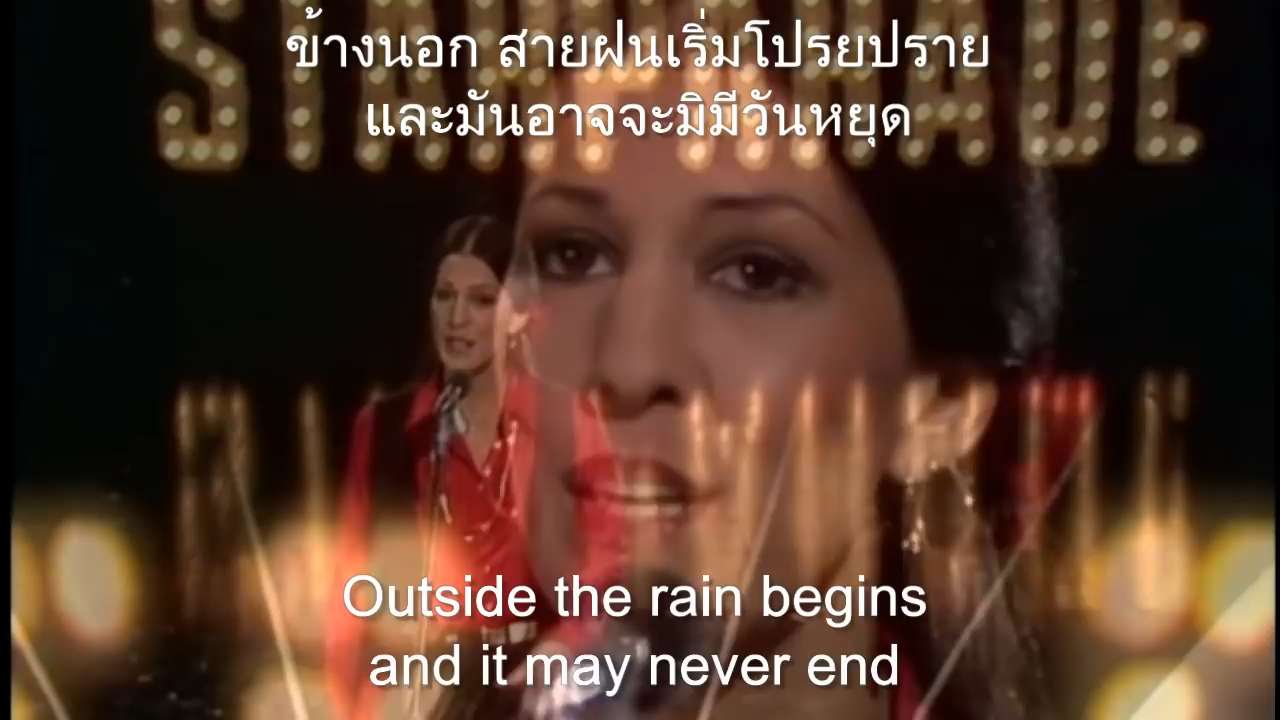 STARPARADE
ข้างนอก สายฝนเริ่มโปรยปราย
และมันอาจจะมิมีวันหยุด
Outside the rain begins
and it may never end